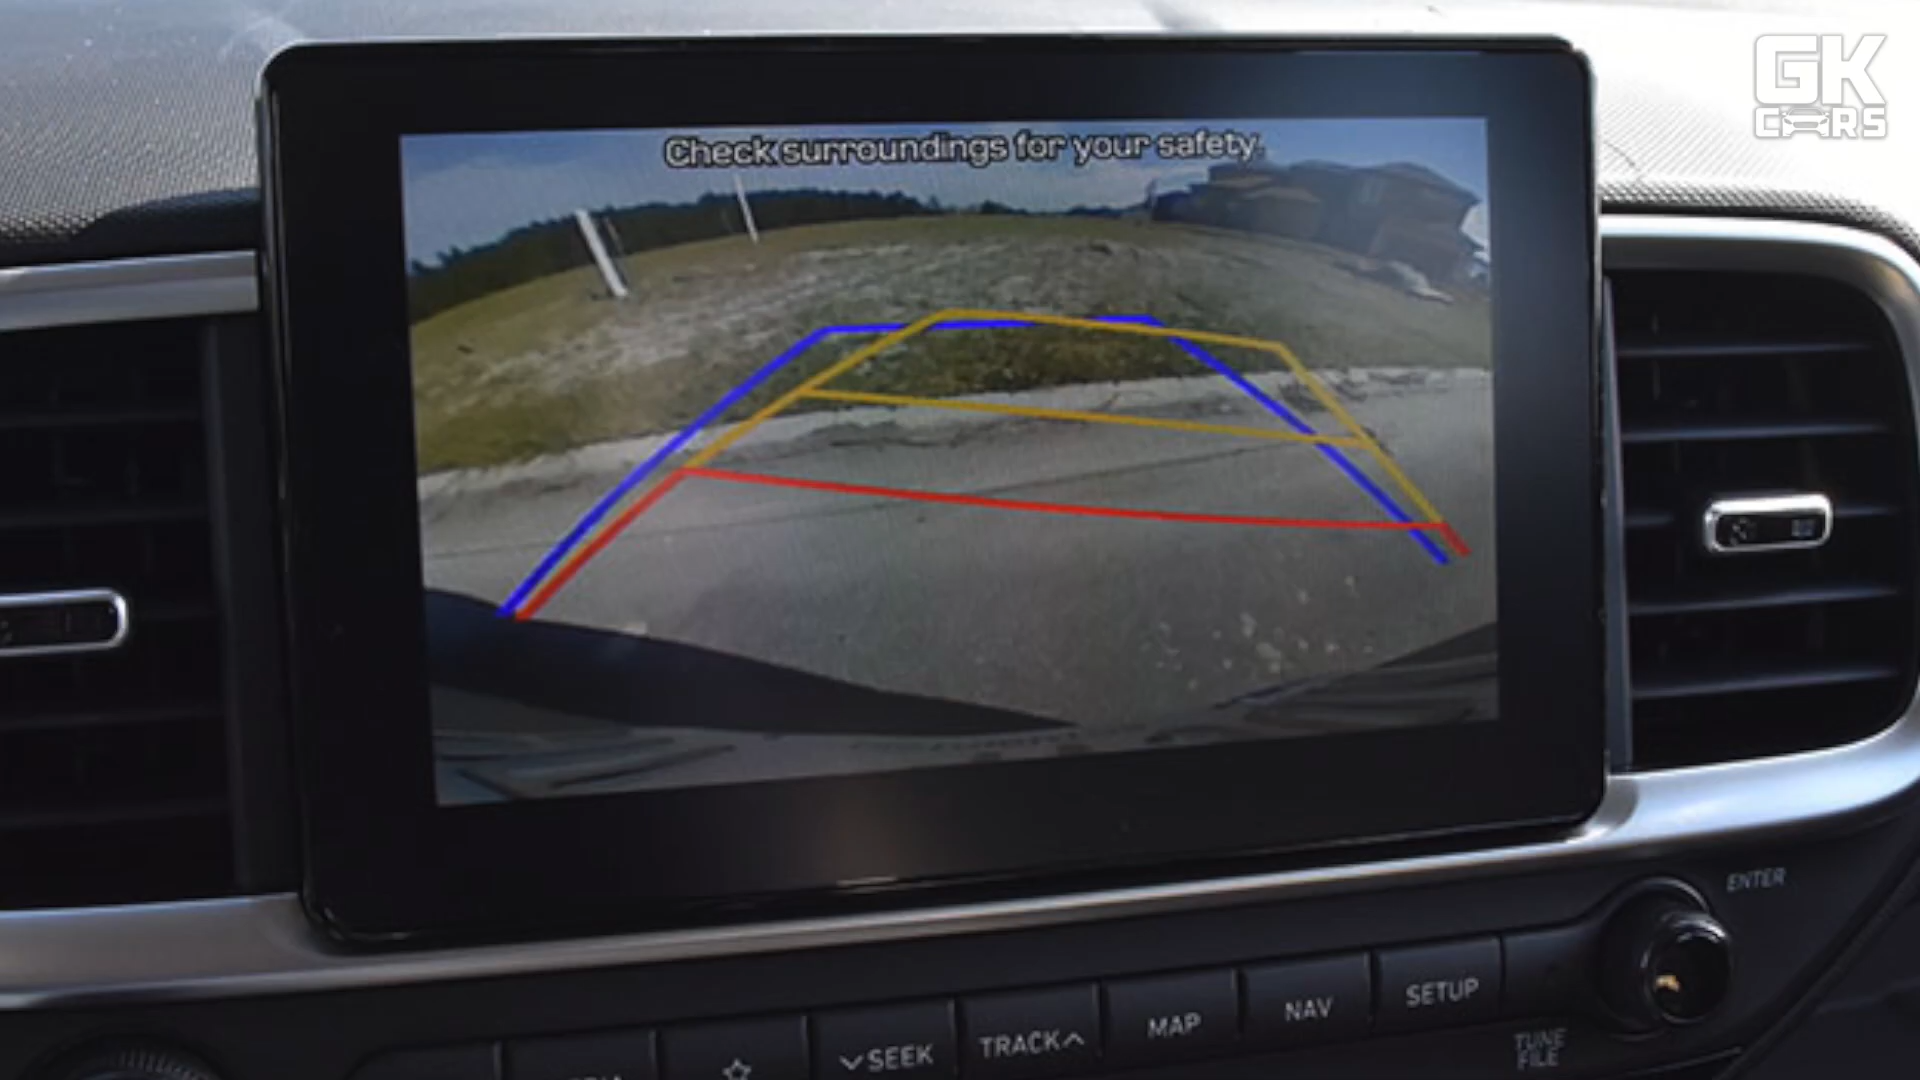 GK
CARS
Check surroundings for your safety.
ENTER
SEEK
TRACK
MAP
NAV
SETUP
TUNE
FILE